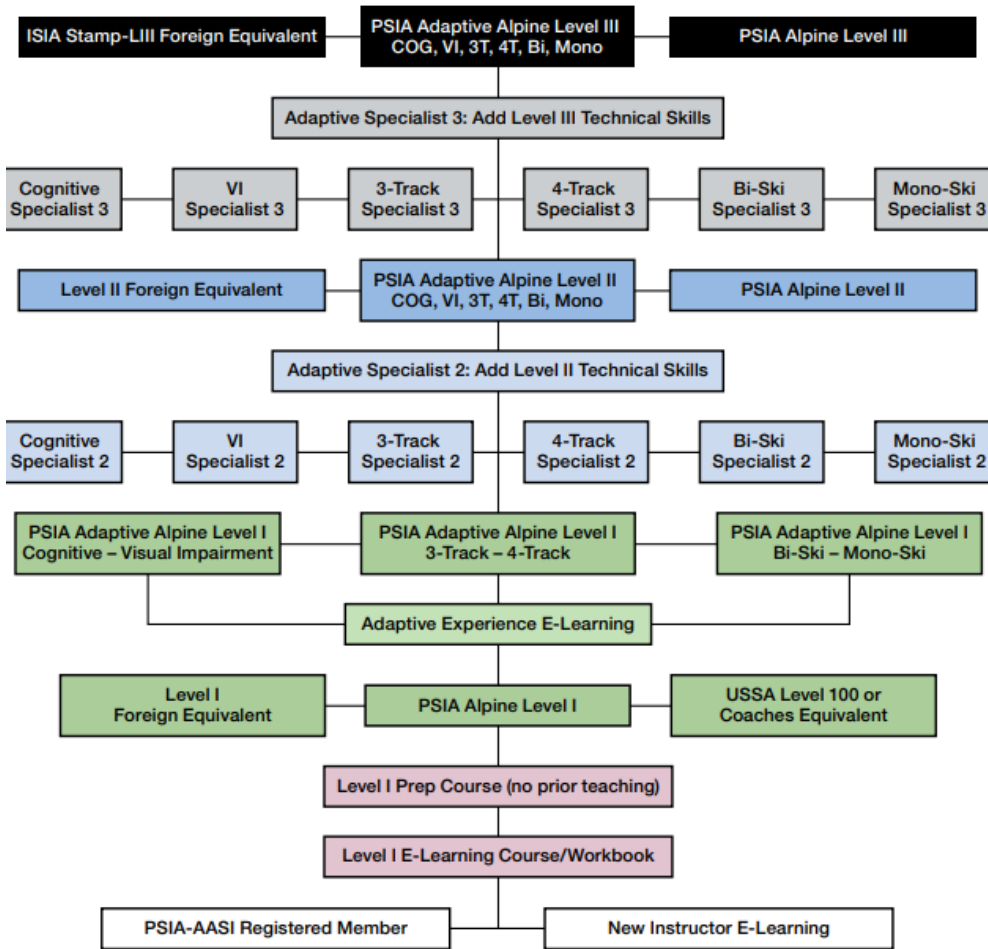 ISIA Stamp-LIII Foreign Equivalent
PSIA Adaptive Alpine Level III
COG, VI, 3T, 4T, Bi, Mono
PSIA Alpine Level III
Adaptive Specialist 3: Add Level III Technical Skills
Cognitive
Specialist 3
VI
Specialist 3
3-Track
Specialist 3
4-Track
Specialist 3
Bi-Ski
Specialist 3
Mono-Ski
Specialist 3
Level II Foreign Equivalent
PSIA Adaptive Alpine Level II
COG, VI, 3T, 4T, Bi, Mono
PSIA Alpine Level II
Adaptive Specialist 2: Add Level II Technical Skills
Cognitive
Specialist 2
VI
Specialist 2
3-Track
Specialist 2
4-Track
Specialist 2
Bi-Ski
Specialist 2
Mono-Ski
Specialist 2
PSIA Adaptive Alpine Level I
Cognitive – Visual Impairment
PSIA Adaptive Alpine Level I
3-Track – 4-Track
PSIA Adaptive Alpine Level I
Bi-Ski – Mono-Ski
Adaptive Experience E-Learning
Level I
Foreign Equivalent
PSIA Alpine Level I
USSA Level 100 or
Coaches Equivalent
Level I Prep Course (no prior teaching)
Level I E-Learning Course/Workbook
PSIA-AASI Registered Member
New Instructor E-Learning